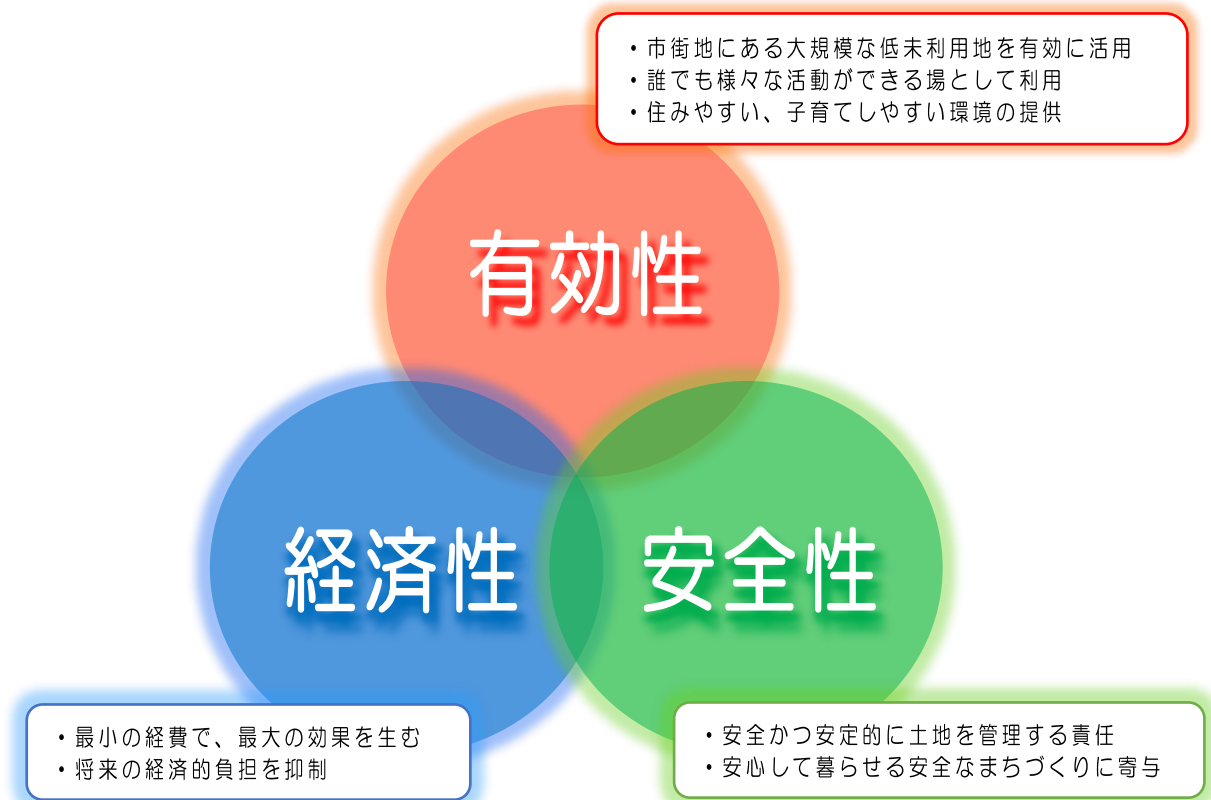 ・市街地にある大規模な低未利用地を有効に活用
・誰でも様々な活動ができる場として利用
・住みやすい、子育てしやすい環境の提供
有効性
経済性
安全性
・最小の経費で、最大の効果を生む
・将来の経済的負担を抑制
・安全かつ安定的に土地を管理する責任
・安心して暮らせる安全なまちづくりに寄与